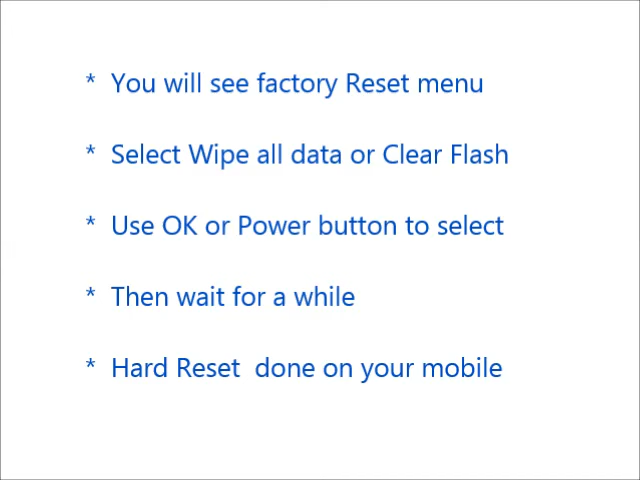 * You will see factory Reset menu
* Select Wipe all data or Clear Flash
* Use OK or Power button to select
* Then wait for a while
* Hard Reset  done on your mobile